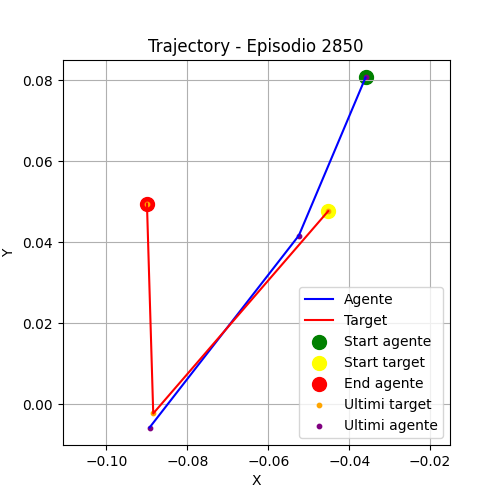 Trajectory - Episodio 2850
Y
0.08
0.06
0.04
0.02
0.00
Agente
Target
Start agente
Start target
End agente
Ultimi target
Ultimi agente
−0.10 −0.08 −0.06 −0.04 −0.02
X